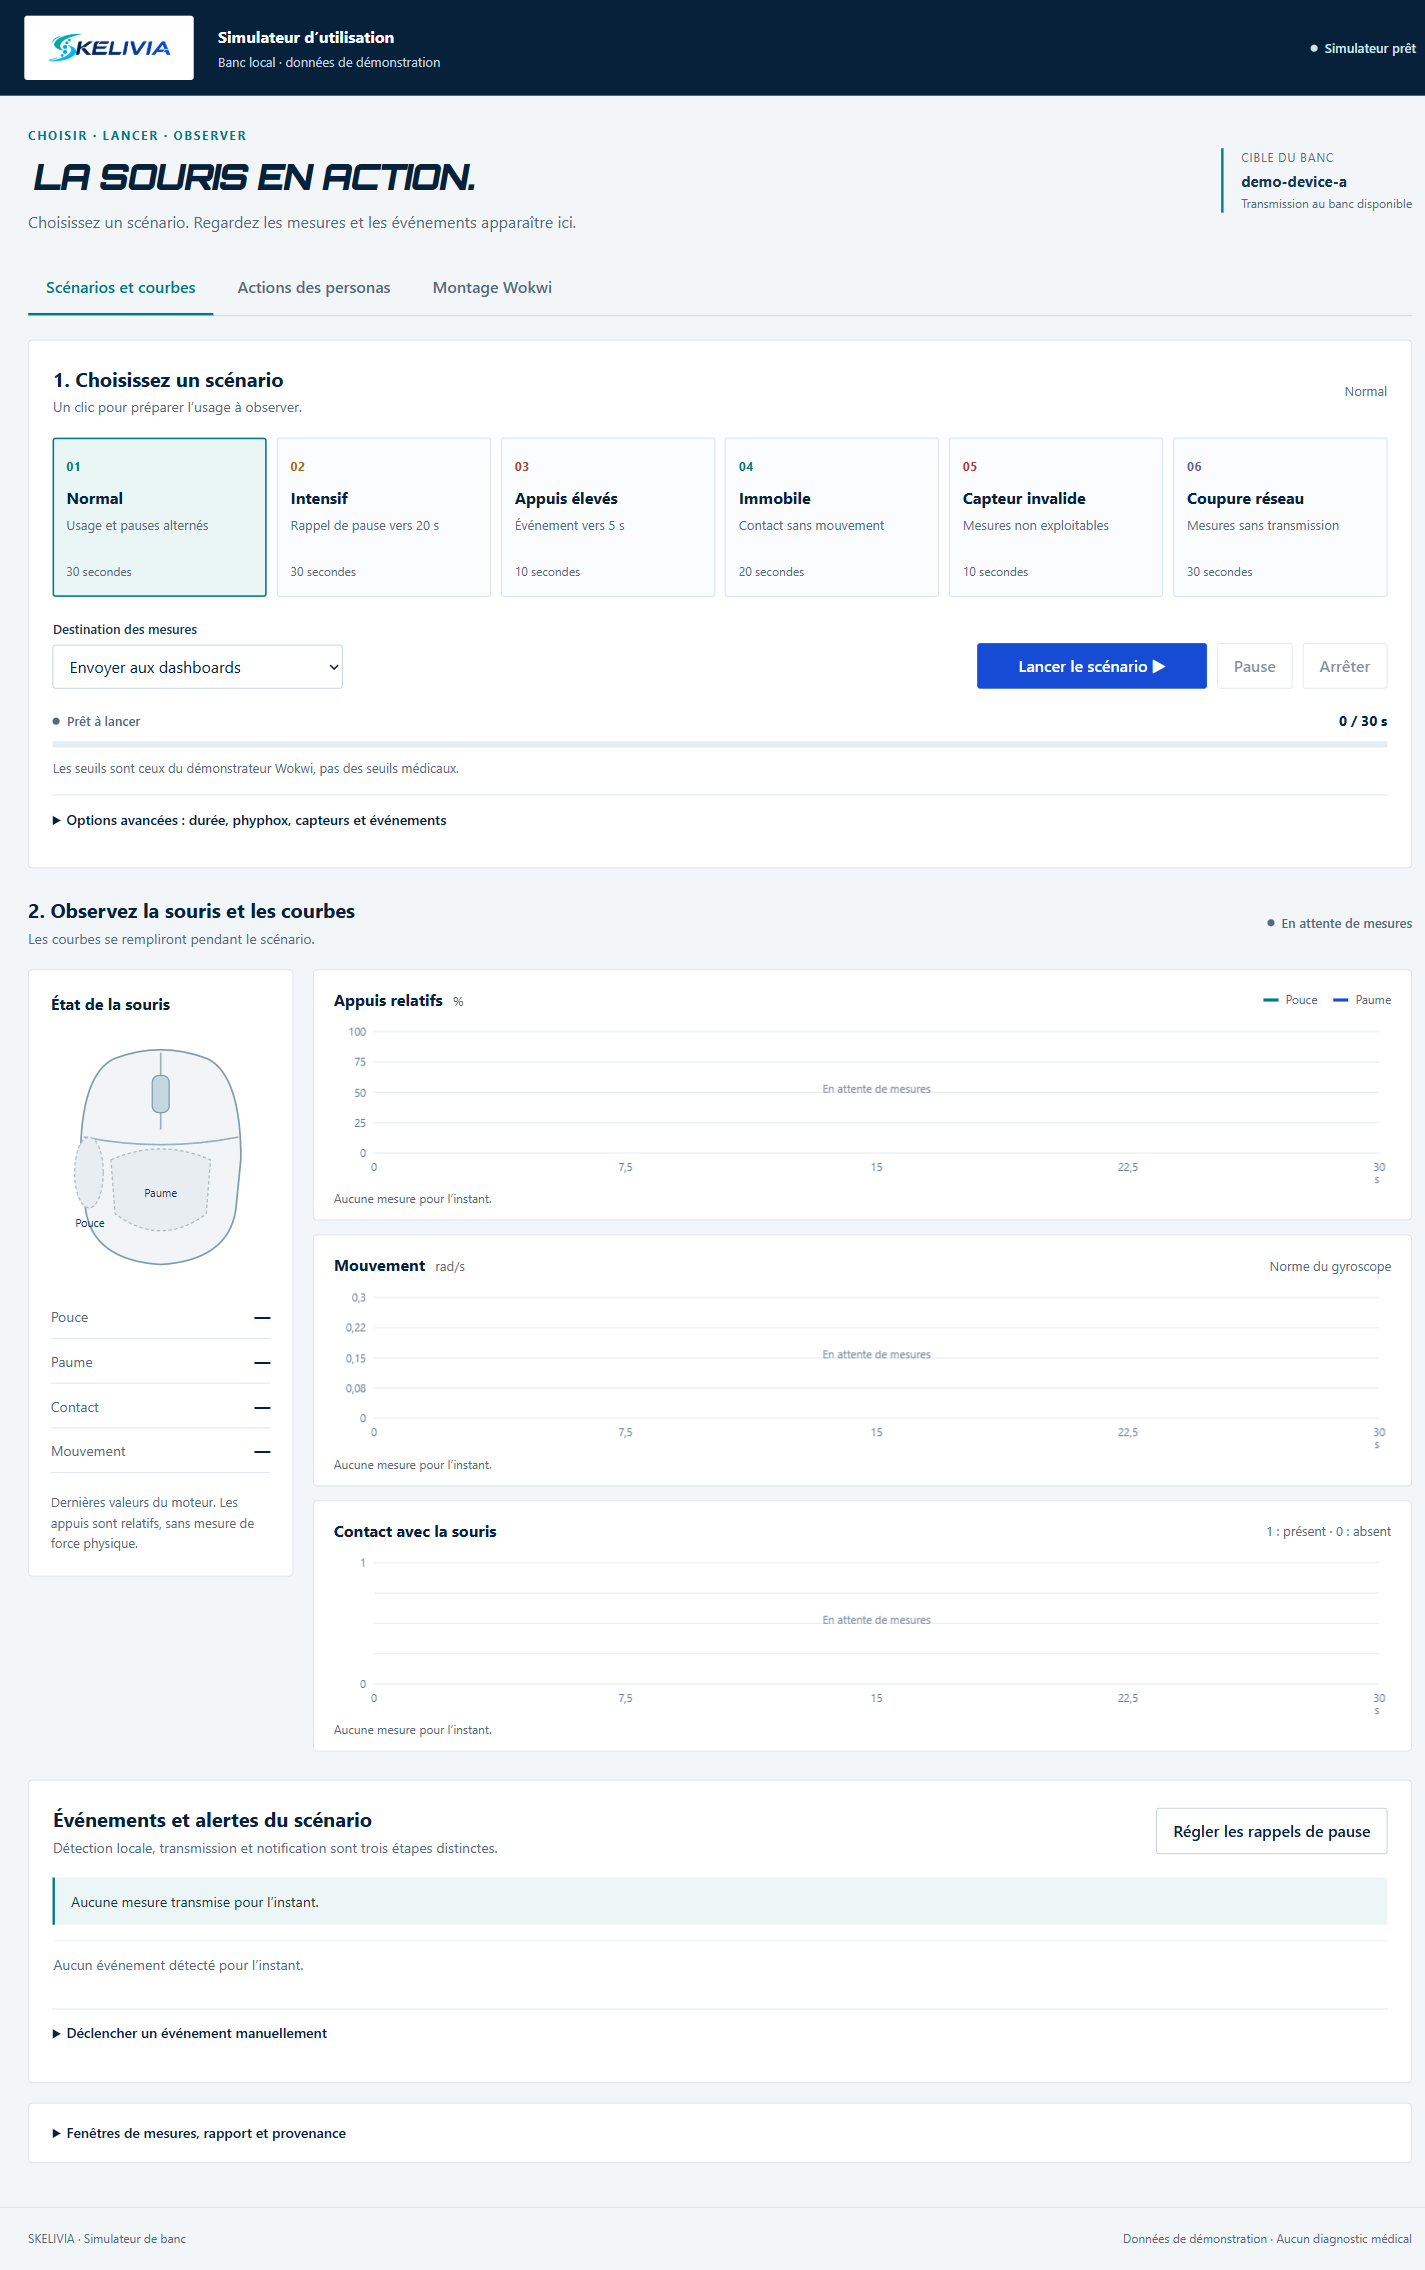 SKELIVIA
Simulateur d’utilisation
Banc local · données de démonstration
Simulateur prêt
CHOISIR · LANCER · OBSERVER
LA SOURIS EN ACTION.
Choisissez un scénario. Regardez les mesures et les événements apparaître ici.
CIBLE DU BANC
demo-device-a
Transmission au banc disponible
Scénarios et courbes
Actions des personas
Montage Wokwi
1. Choisissez un scénario
Un clic pour préparer l’usage à observer.
Normal
01
Normal
Usage et pauses alternés
30 secondes
02
Intensif
Rappel de pause vers 20 s
30 secondes
03
Appuis élevés
Événement vers 5 s
10 secondes
04
Immobile
Contact sans mouvement
20 secondes
05
Capteur invalide
Mesures non exploitables
10 secondes
06
Coupure réseau
Mesures sans transmission
30 secondes
Destination des mesures
Envoyer aux dashboards
Lancer le scénario ▶
Pause
Arrêter
Prêt à lancer
0 / 30 s
Les seuils sont ceux du démonstrateur Wokwi, pas des seuils médicaux.
▶ Options avancées : durée, phyphox, capteurs et événements
2. Observez la souris et les courbes
Les courbes se rempliront pendant le scénario.
En attente de mesures
État de la souris
Paume
Pouce
Pouce —
Paume —
Contact —
Mouvement —
Dernières valeurs du moteur. Les
appuis sont relatifs, sans mesure de
force physique.
Appuis relatifs %
Pouce
Paume
100
75
50
25
0
En attente de mesures
0 7,5 15 22,5 30
s
Aucune mesure pour l’instant.
Mouvement rad/s
Norme du gyroscope
0,3
0,22
0,15
0,08
0
En attente de mesures
0 7,5 15 22,5 30
s
Aucune mesure pour l’instant.
Contact avec la souris
1 : présent · 0 : absent
1
0
En attente de mesures
0 7,5 15 22,5 30
s
Aucune mesure pour l’instant.
Événements et alertes du scénario
Détection locale, transmission et notification sont trois étapes distinctes.
Régler les rappels de pause
Aucune mesure transmise pour l’instant.
Aucun événement détecté pour l’instant.
▶ Déclencher un événement manuellement
▶ Fenêtres de mesures, rapport et provenance
SKELIVIA · Simulateur de banc
Données de démonstration · Aucun diagnostic médical